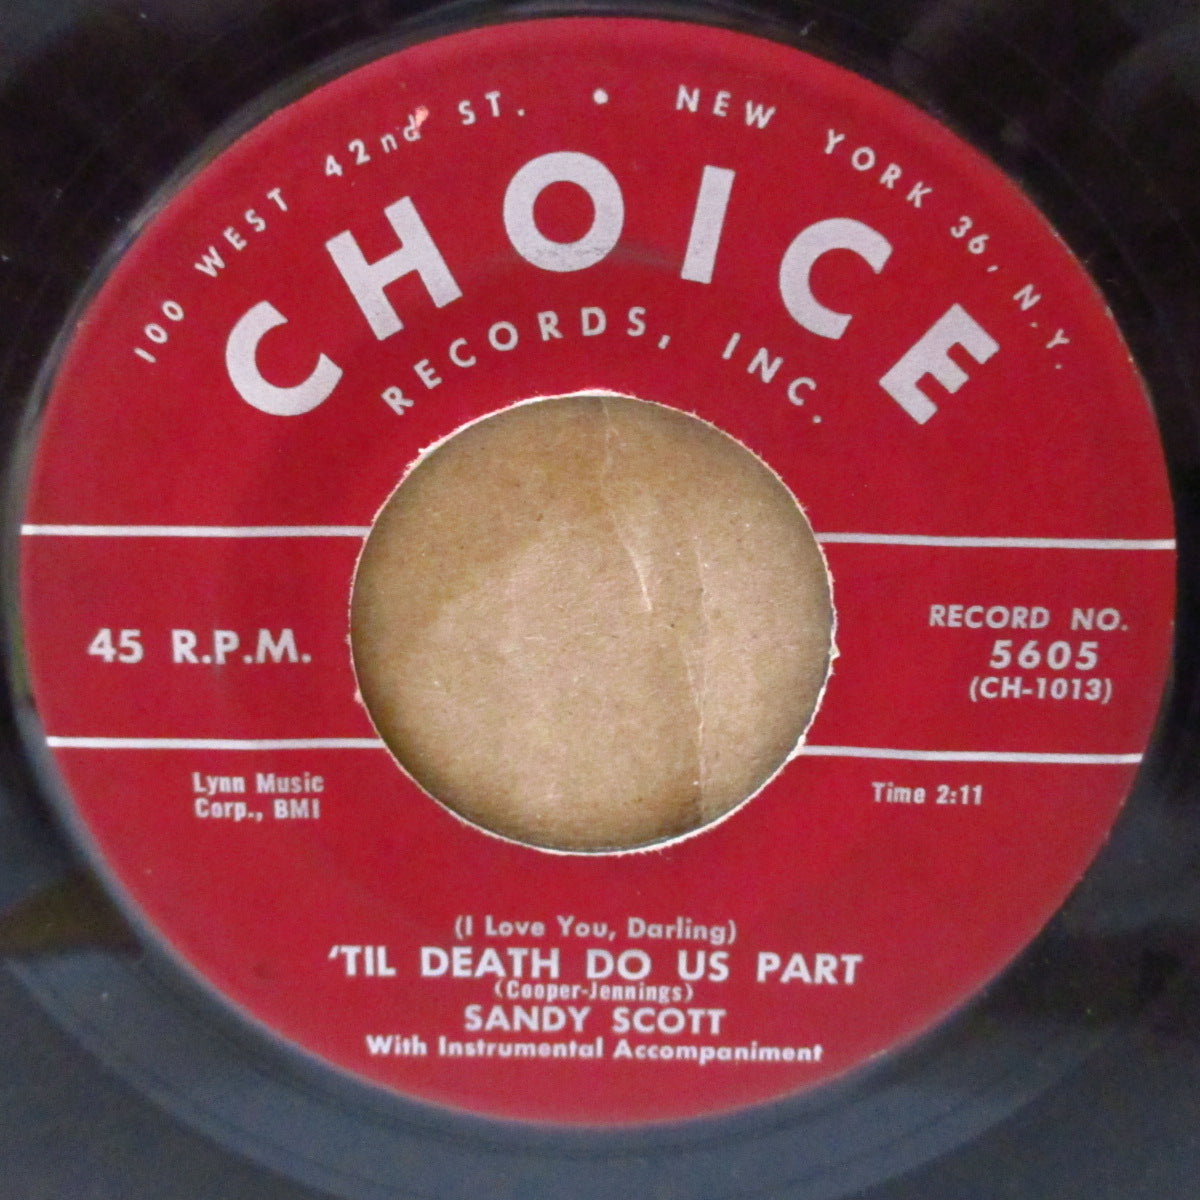 100 WEST 42nd ST. • NEW YORK 36, N.Y.
CHOICE
RECORDS, INC.
45 R.P.M.
RECORD NO.
5605
(CH-1013)
Lynn Music
Corp., BMI
Time 2:11
(I Love You, Darling)
'TIL DEATH DO US PART
(Cooper-Jennings)
SANDY SCOTT
With Instrumental Accompaniment